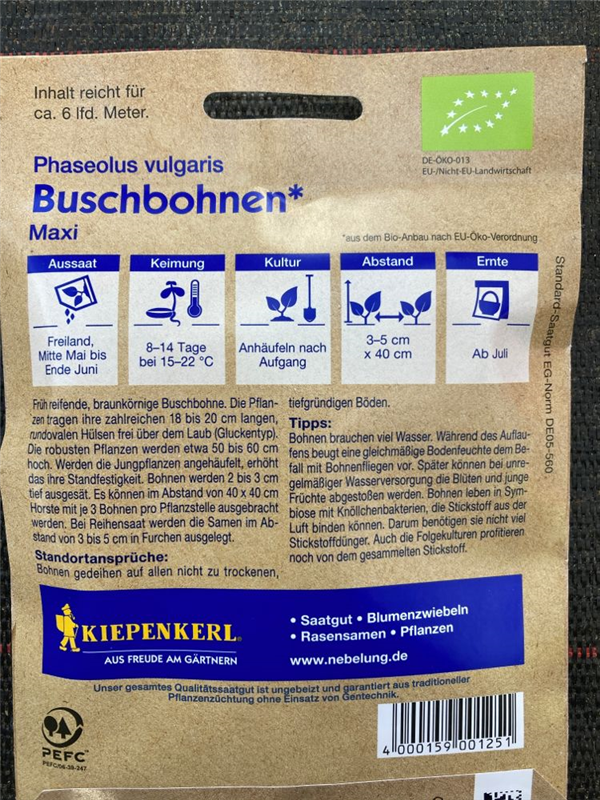 Inhalt reicht für
ca. 6 lfd. Meter.
DE-ÖKO-013
EU-/Nicht-EU-Landwirtschaft
Phaseolus vulgaris
Buschbohnen*
Maxi
*aus dem Bio-Anbau nach EU-Öko-Verordnung
Aussaat
Freiland,
Mitte Mai bis
Ende Juni
Keimung
8–14 Tage
bei 15–22 °C
Kultur
Anhäufeln nach
Aufgang
Abstand
3–5 cm
x 40 cm
Ernte
Ab Juli
Standard-Saatgut EG-Norm DE05-560
Früh reifende, braunkörnige Buschbohne. Die Pflan-
zen tragen ihre zahlreichen 18 bis 20 cm langen,
rundovalen Hülsen frei über dem Laub (Gluckentyp).
Die robusten Pflanzen werden etwa 50 bis 60 cm
hoch. Werden die Jungpflanzen angehäufelt, erhöht
das ihre Standfestigkeit. Bohnen werden 2 bis 3 cm
tief ausgesät. Es können im Abstand von 40 x 40 cm
Horste mit je 3 Bohnen pro Pflanzstelle ausgebracht
werden. Bei Reihensaat werden die Samen im Ab-
stand von 3 bis 5 cm in Furchen ausgelegt.
Standortansprüche:
Bohnen gedeihen auf allen nicht zu trockenen,
tiefgründigen Böden.
Tipps:
Bohnen brauchen viel Wasser. Während des Auflau-
fens beugt eine gleichmäßige Bodenfeuchte dem Be-
fall mit Bohnenfliegen vor. Später können bei unre-
gelmäßiger Wasserversorgung die Blüten und junge
Früchte abgestoßen werden. Bohnen leben in Sym-
biose mit Knöllchenbakterien, die Stickstoff aus der
Luft binden können. Darum benötigen sie nicht viel
Stickstoffdünger. Auch die Folgekulturen profitieren
noch von dem gesammelten Stickstoff.
KIEPENKERL®
AUS FREUDE AM GÄRTNERN
• Saatgut • Blumenzwiebeln
• Rasensamen • Pflanzen
www.nebelung.de
Unser gesamtes Qualitätssaatgut ist ungebeizt und garantiert aus traditioneller
Pflanzenzüchtung ohne Einsatz von Gentechnik.
PEFC™
PEFC/06-39-247
4 000159 001251